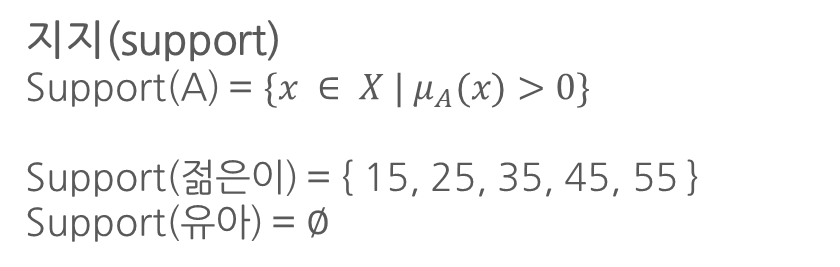 지지(support)
Support(A) = {x ∈ X | μ_A(x) > 0}
Support(젊은이) = { 15, 25, 35, 45, 55 }
Support(유아) = ∅